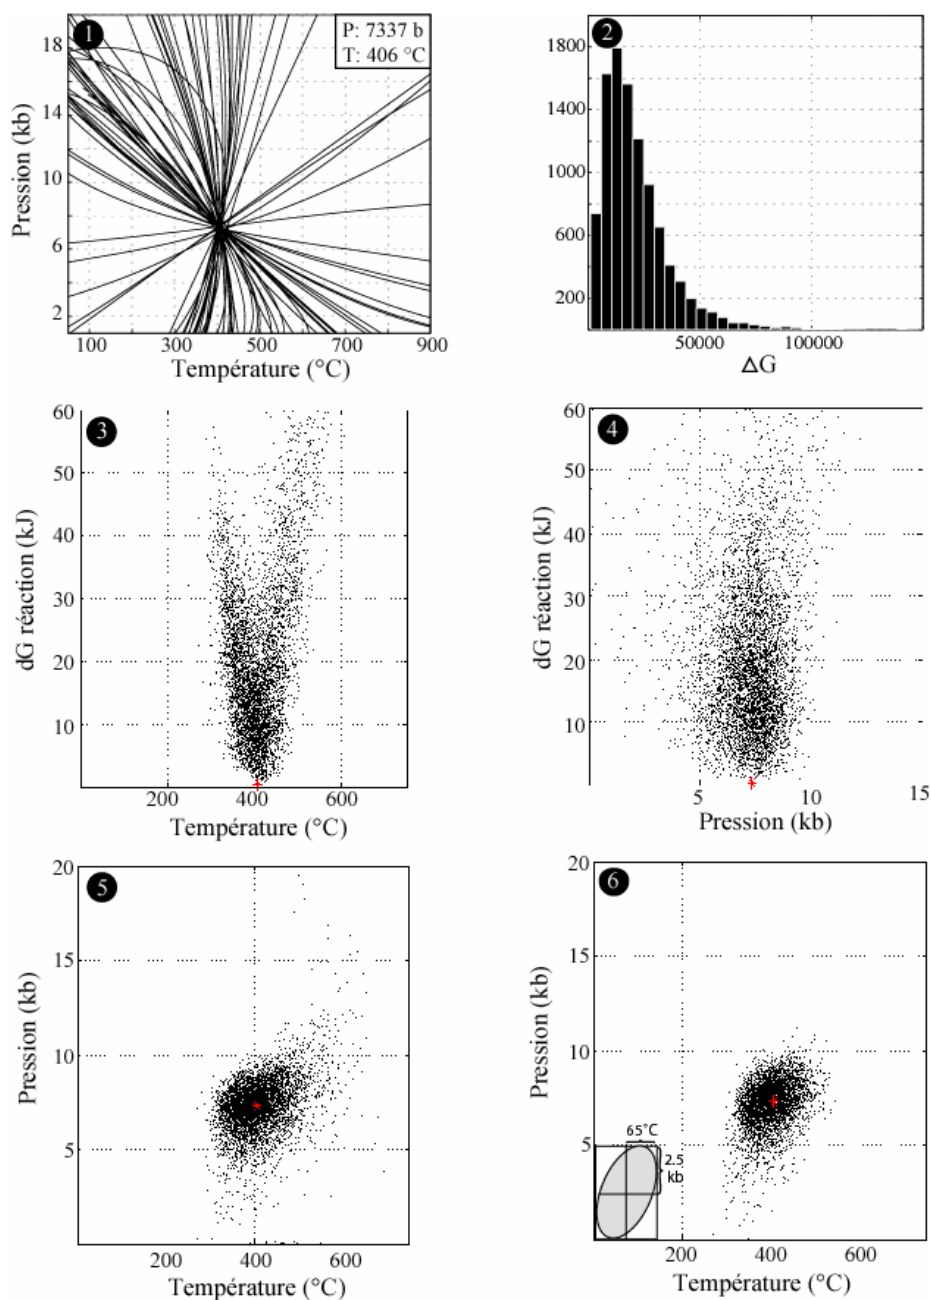 1
P: 7337 b
T: 406 °C
18
14
10
6
2
Pression (kb)
100 300 500 700 900
Température (°C)
2
1800
1400
1000
600
200
50000 100000
ΔG
3
60
50
40
30
20
10
dG réaction (kJ)
200 400 600
Température (°C)
4
60
50
40
30
20
10
dG réaction (kJ)
5 10 15
Pression (kb)
5
20
15
10
5
Pression (kb)
200 400 600
Température (°C)
6
20
15
10
5
Pression (kb)
65°C
2.5
kb
200 400 600
Température (°C)